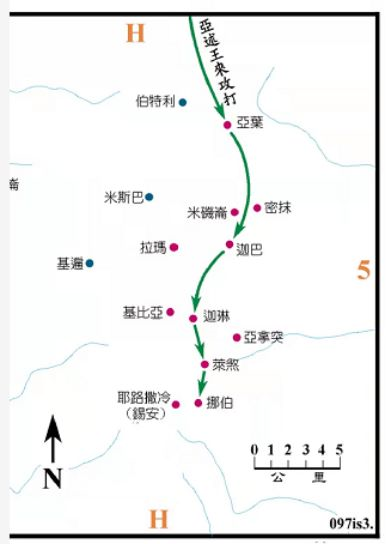 H
亞述王來攻打
伯特利
亞葉
崙
米斯巴
米磯崙
密抹
拉瑪
迦巴
基遍
5
基比亞
迦琳
亞拿突
萊煞
耶路撒冷
(錫安)
挪伯
0 1 2 3 4 5
公 里
N
H
097is3.